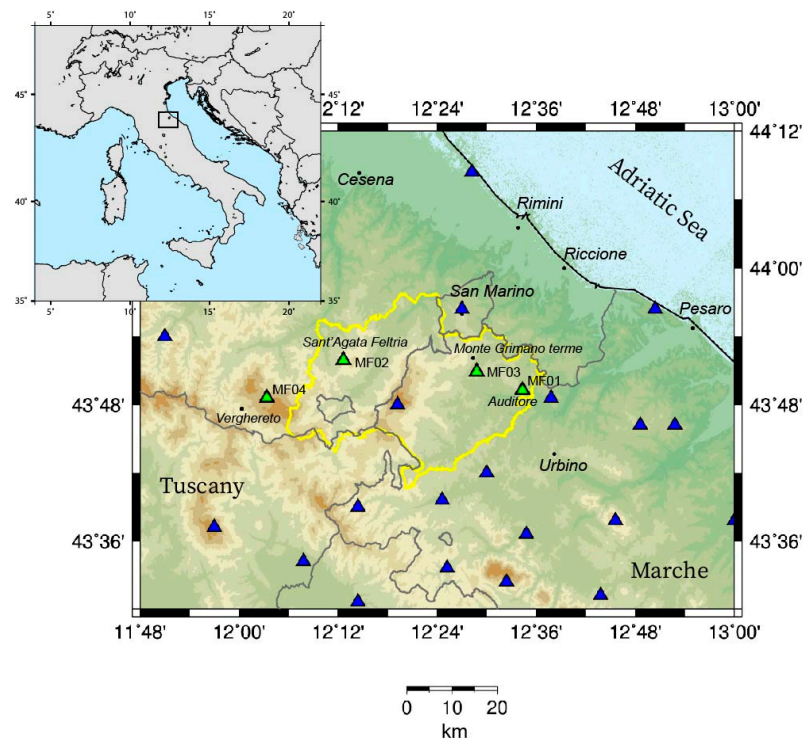 5˚ 10˚ 15˚ 20˚
45˚ 45˚
40˚ 40˚
35˚ 35˚
5˚ 10˚ 15˚ 20˚
12˚12' 12˚24' 12˚36' 12˚48' 13˚00'
44˚12'
Cesena
Adriatic Sea
Rimini
Riccione
44˚00'
San Marino
Pesaro
Sant'Agata Feltria
Monte Grimano terme
MF02
MF03
MF01
MF04
Auditore
43˚48' 43˚48'
Verghereto
Urbino
Tuscany
43˚36' 43˚36'
Marche
11˚48' 12˚00' 12˚12' 12˚24' 12˚36' 12˚48' 13˚00'
0 10 20
km